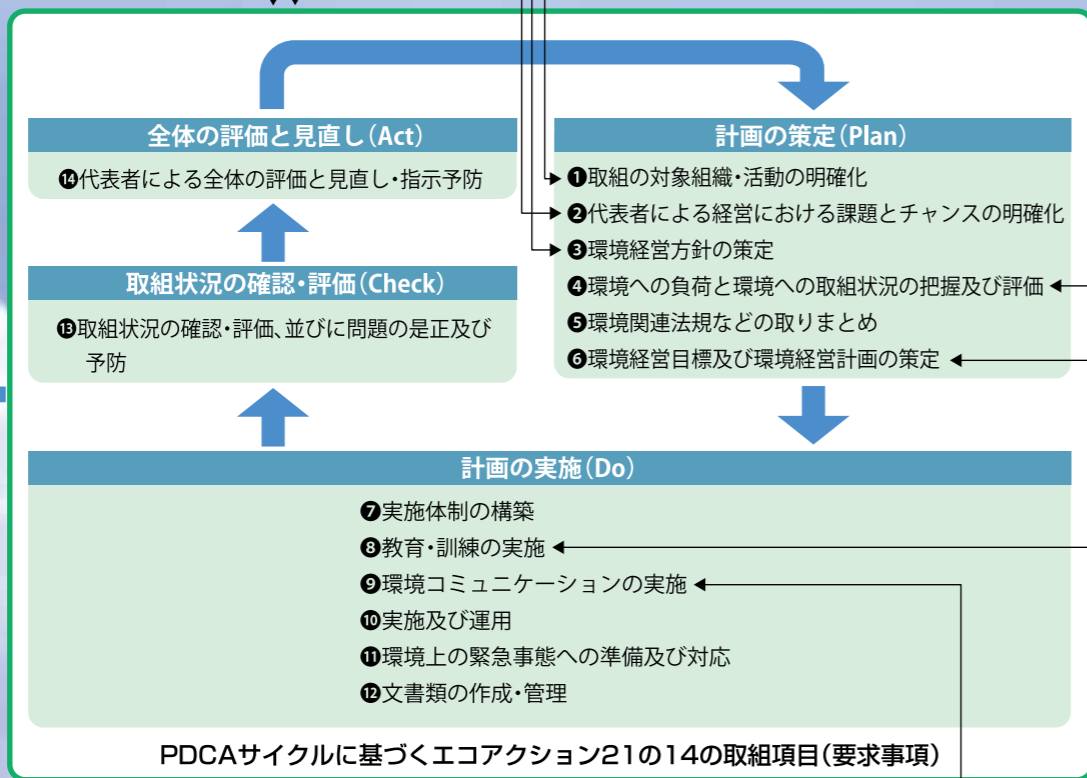 全体の評価と見直し(Act)
⓮代表者による全体の評価と見直し・指示予防
取組状況の確認・評価(Check)
⓭取組状況の確認・評価、並びに問題の是正及び
予防
計画の策定(Plan)
❶取組の対象組織・活動の明確化
❷代表者による経営における課題とチャンスの明確化
❸環境経営方針の策定
❹環境への負荷と環境への取組状況の把握及び評価
❺環境関連法規などの取りまとめ
❻環境経営目標及び環境経営計画の策定
計画の実施(Do)
❼実施体制の構築
❽教育・訓練の実施
❾環境コミュニケーションの実施
❿実施及び運用
⓫環境上の緊急事態への準備及び対応
⓬文書類の作成・管理
PDCAサイクルに基づくエコアクション21の14の取組項目(要求事項)